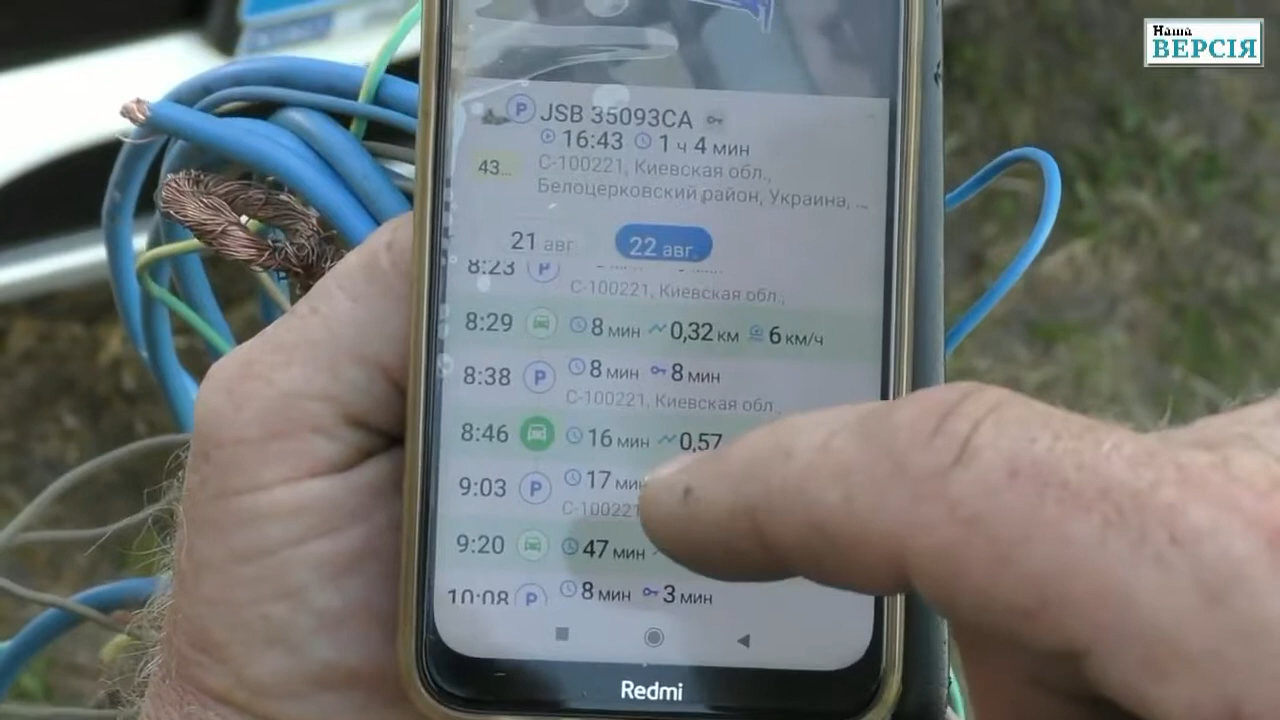 Наша
ВЕРСІЯ
P JSB 35093CA
16:43 1 ч 4 мин
43...
С-100221, Киевская обл.,
Белоцерковский район, Украина, ...
21 авг. 22 авг.
8:23 P
С-100221, Киевская обл.,
8:29 8 мин 0,32 км 6 км/ч
8:38 P 8 мин 8 мин
С-100221, Киевская обл.,
8:46 16 мин 0,57
9:03 P 17 мин
С-100221
9:20 47 мин
10:08 P 8 мин 3 мин
Redmi